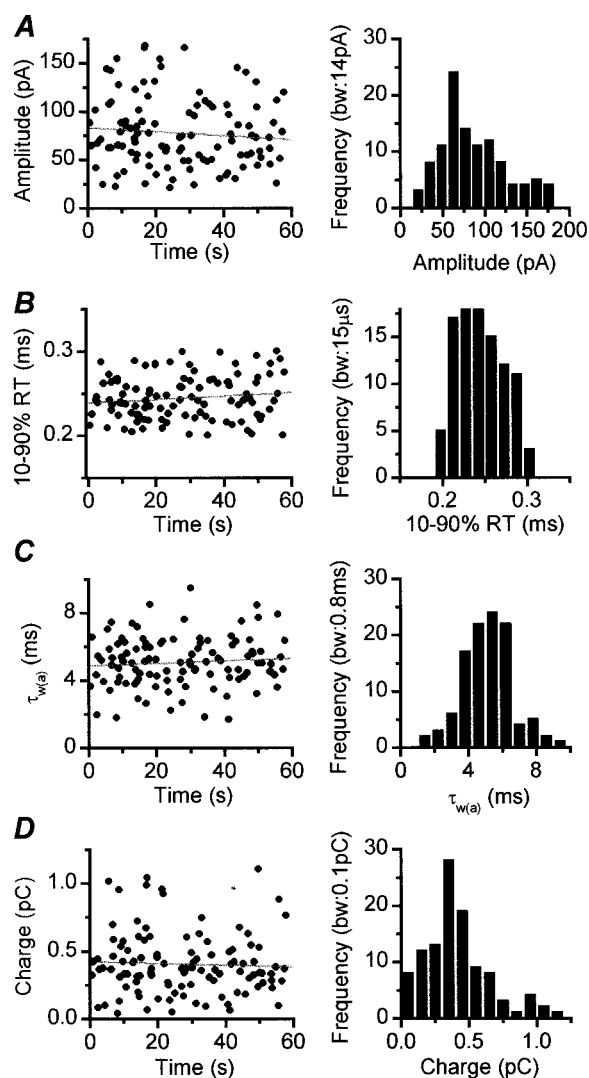 A
Amplitude (pA)
150
100
50
0
0 20 40 60
Time (s)
Frequency (bw:14pA)
30
20
10
0
0 50 100 150 200
Amplitude (pA)
B
10-90% RT (ms)
0.3
0.2
0 20 40 60
Time (s)
Frequency (bw:15µs)
15
10
5
0
0.2 0.3
10-90% RT (ms)
C
τw(a) (ms)
8
4
0
0 20 40 60
Time (s)
Frequency (bw:0.8ms)
30
20
10
0
4 8
τw(a) (ms)
D
Charge (pC)
1.0
0.5
0.0
0 20 40 60
Time (s)
Frequency (bw:0.1pC)
30
20
10
0
0.0 0.5 1.0
Charge (pC)